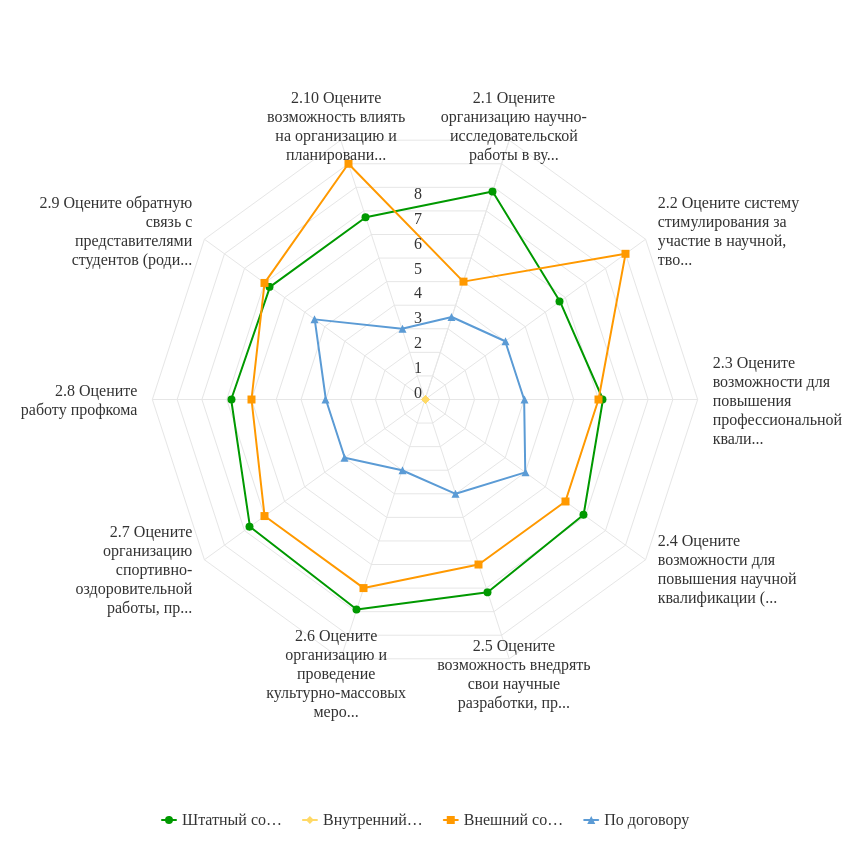 2.10 Оцените
возможность влиять
на организацию и
планировани...
2.1 Оцените
организацию научно-
исследовательской
работы в ву...
2.9 Оцените обратную
связь с
представителями
студентов (роди...
2.2 Оцените систему
стимулирования за
участие в научной,
тво...
8
7
6
5
4
3
2
1
0
2.8 Оцените
работу профкома
2.3 Оцените
возможности для
повышения
профессиональной
квали...
2.7 Оцените
организацию
спортивно-
оздоровительной
работы, пр...
2.4 Оцените
возможности для
повышения научной
квалификации (...
2.6 Оцените
организацию и
проведение
культурно-массовых
меро...
2.5 Оцените
возможность внедрять
свои научные
разработки, пр...
Штатный со…
Внутренний…
Внешний со…
По договору